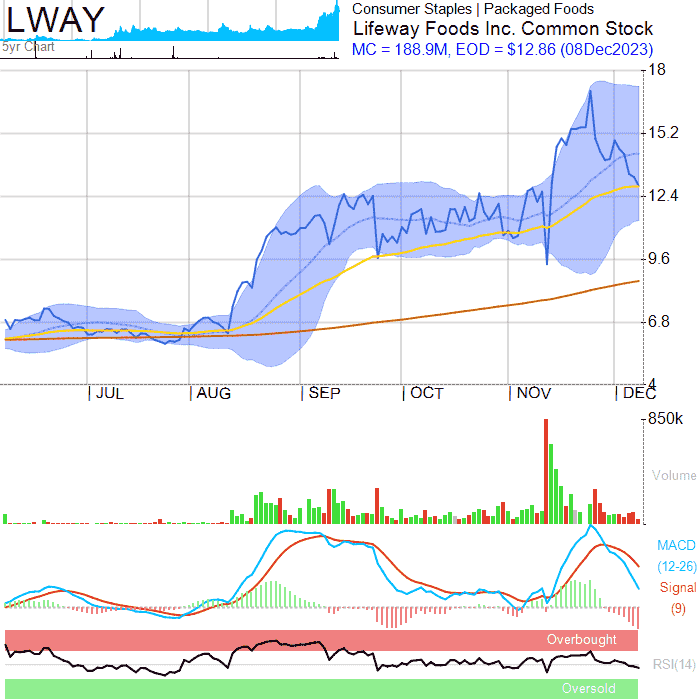 LWAY
5yr Chart
Consumer Staples | Packaged Foods
Lifeway Foods Inc. Common Stock
MC = 188.9M, EOD = $12.86 (08Dec2023)
18
15.2
12.4
9.6
6.8
4
JUL AUG SEP OCT NOV DEC
850k
Volume
MACD
(12-26)
Signal
(9)
Overbought
RSI(14)
Oversold